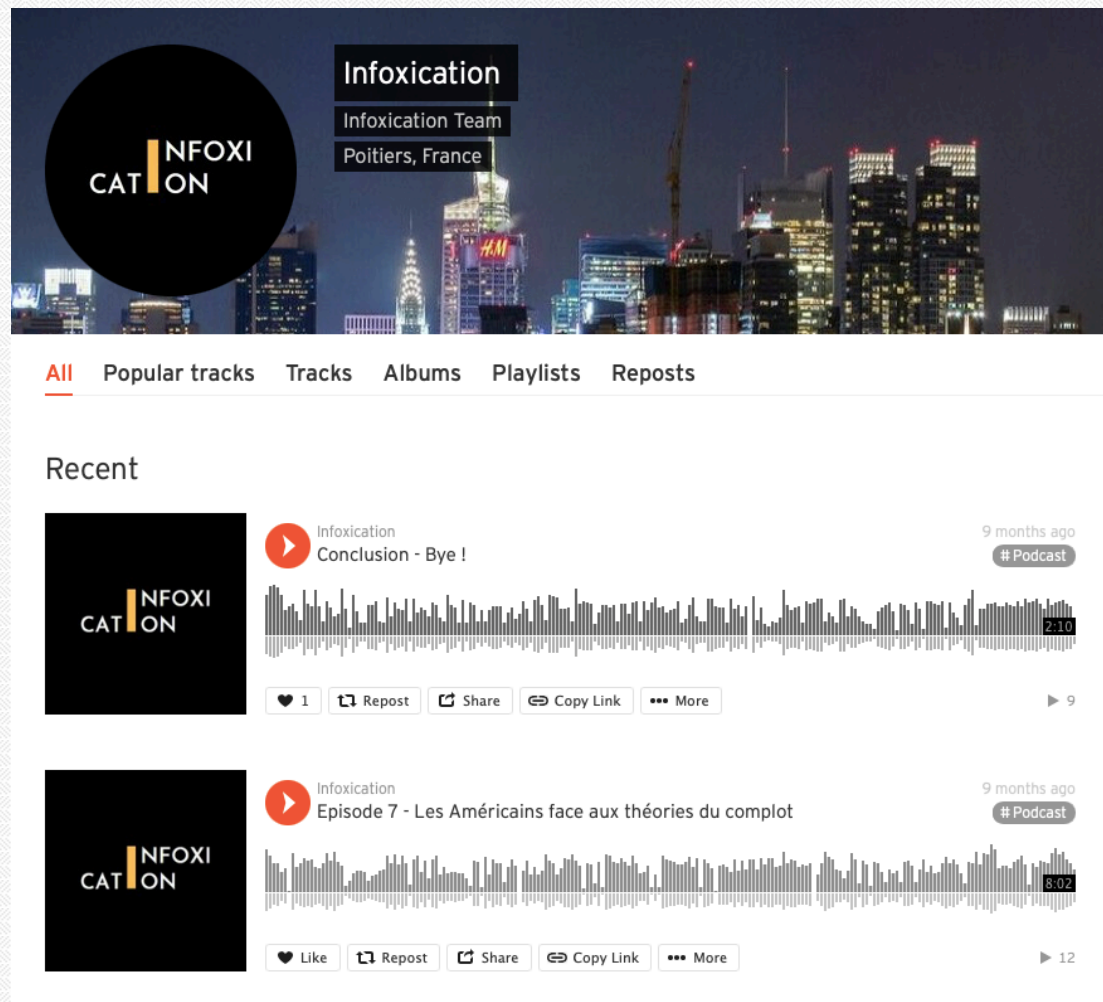 Infoxication
Infoxication Team
Poitiers, France
NFOXI
CAT ON
H&M
All Popular tracks Tracks Albums Playlists Reposts
Recent
NFOXI
CAT ON
Infoxication
9 months ago
Conclusion - Bye !
# Podcast
2:10
1 Repost Share Copy Link More
9
NFOXI
CAT ON
Infoxication
9 months ago
Episode 7 - Les Américains face aux théories du complot
# Podcast
8:02
Like Repost Share Copy Link More
12